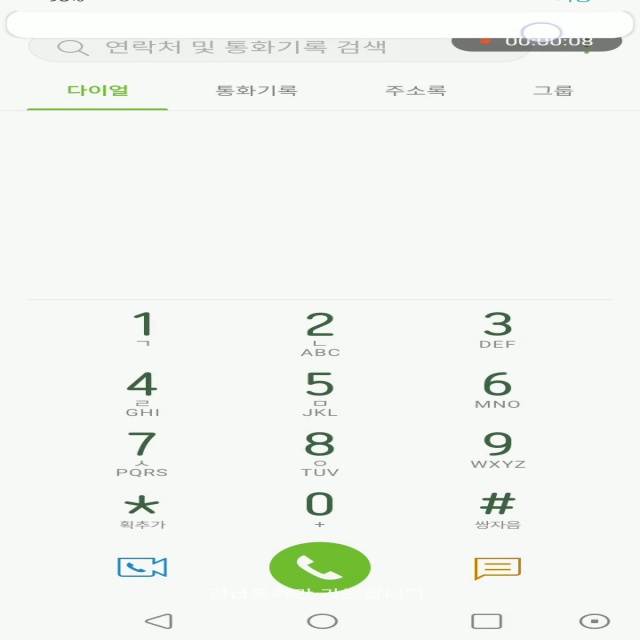 연락처 및 통화기록 검색
00:00:08
다이얼 통화기록 주소록 그룹
1 2 3
ㄱ ㄴ ABC DEF
4 5 6
ㄹ GHI ㅁ JKL MNO
7 8 9
ㅅ PQRS ㅇ TUV WXYZ
* 0 #
획추가 + 쌍자음